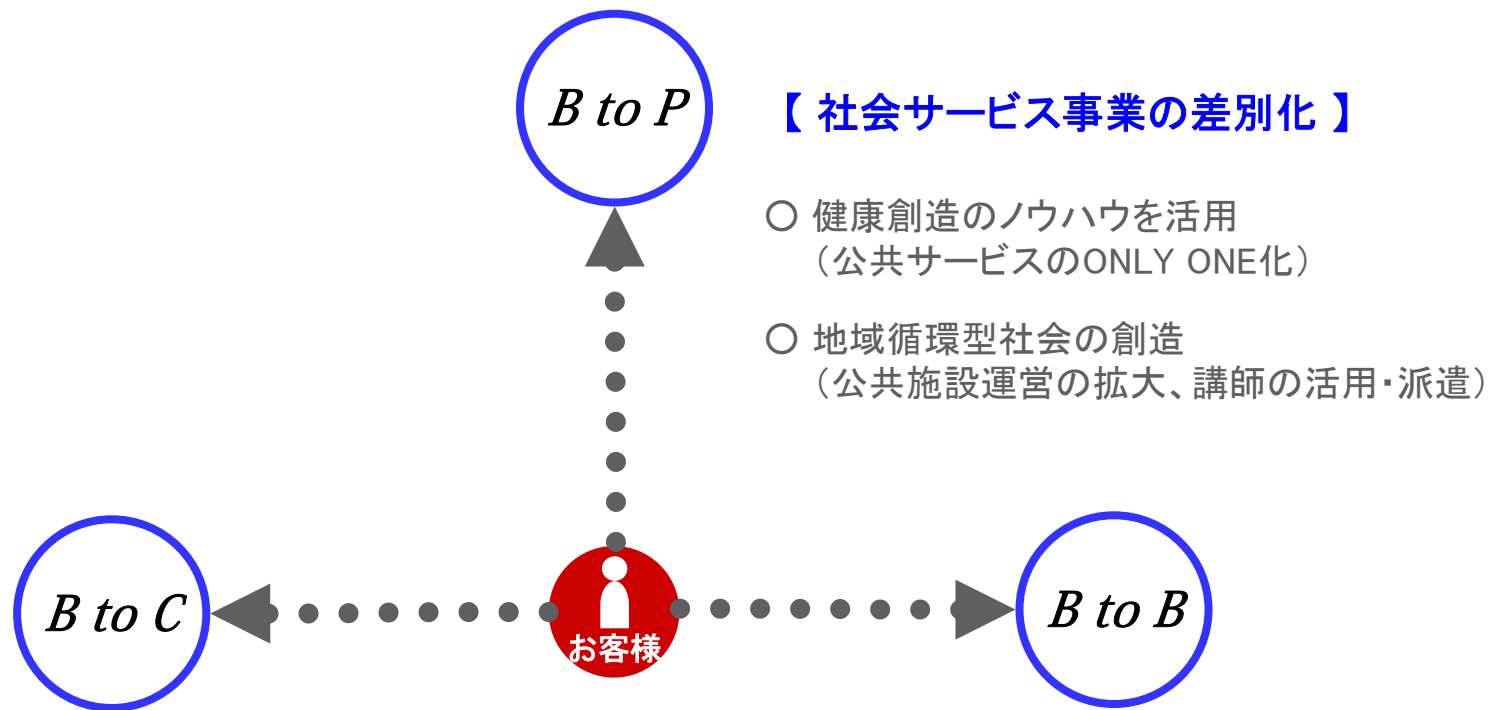 B to P
【 社会サービス事業の差別化 】
○ 健康創造のノウハウを活用
（公共サービスのONLY ONE化）
○ 地域循環型社会の創造
（公共施設運営の拡大、講師の活用・派遣）
B to C
お客様
B to B